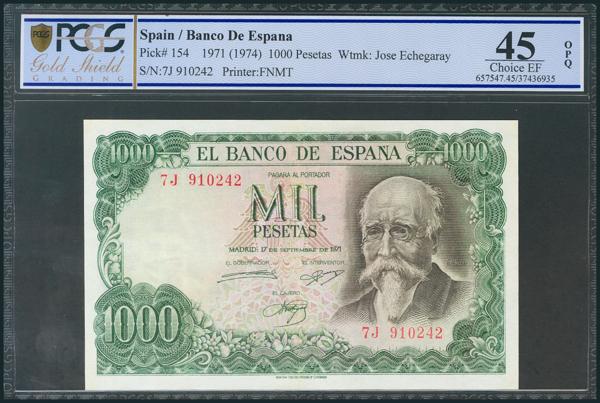 PCGS
Gold Shield
GRADING
Spain / Banco De Espana
Pick# 154 1971 (1974) 1000 Pesetas Wtmk: Jose Echegaray
S/N:7J 910242 Printer:FNMT
45
Choice EF
OPQ
657547.45/37436935
1000 1000
EL BANCO DE ESPAÑA
PAGARA AL PORTADOR
7J 910242
MIL
PESETAS
MADRID: 17 DE SEPTIEMBRE DE 1971
EL GOBERNADOR EL INTERVENTOR
EL CAJERO
1000
7J 910242